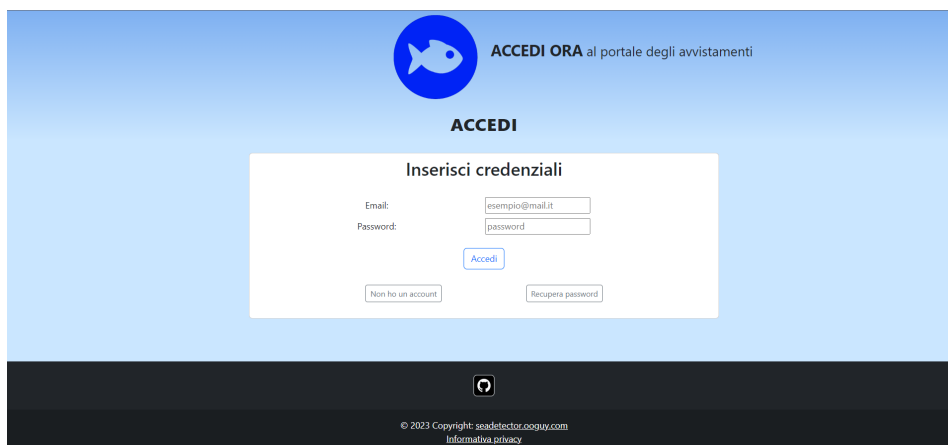 ACCEDI ORA al portale degli avvistamenti
ACCEDI
Inserisci credenziali
Email: esempio@mail.it
Password: password
Accedi
Non ho un account Recupera password
© 2023 Copyright: seadetector.ooguy.com
Informativa privacy